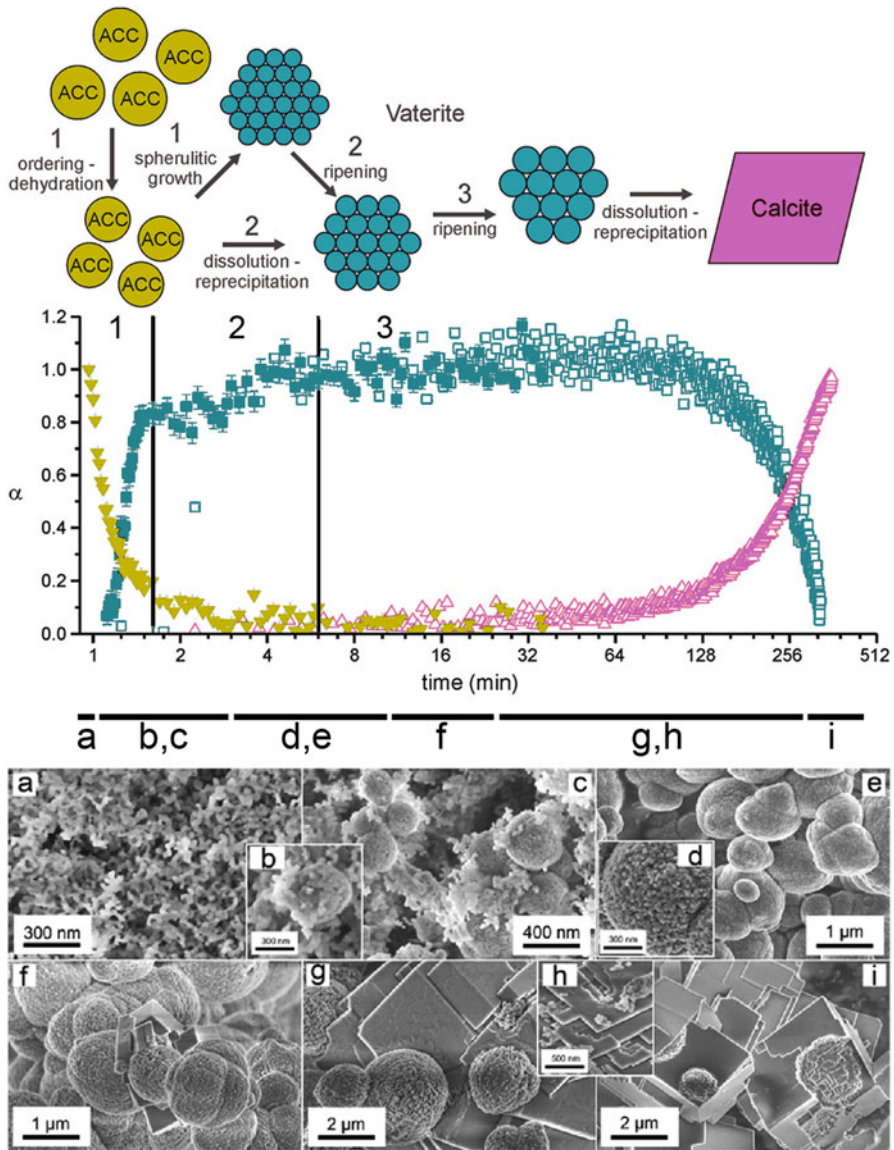 ACC
ACC
ACC
ACC
1
ordering -
dehydration
1
spherulitic
growth
Vaterite
2
ripening
ACC
ACC
ACC
ACC
2
dissolution -
reprecipitation
3
ripening
dissolution -
reprecipitation
Calcite
1.2
1.0
0.8
0.6
0.4
0.2
0.0
α
1
2
3
1
2
4
8
16
32
64
128
256
512
time (min)
a
b,c
d,e
f
g,h
i
a
300 nm
b
300 nm
c
400 nm
d
300 nm
e
1 µm
f
1 µm
g
2 µm
h
500 nm
i
2 µm